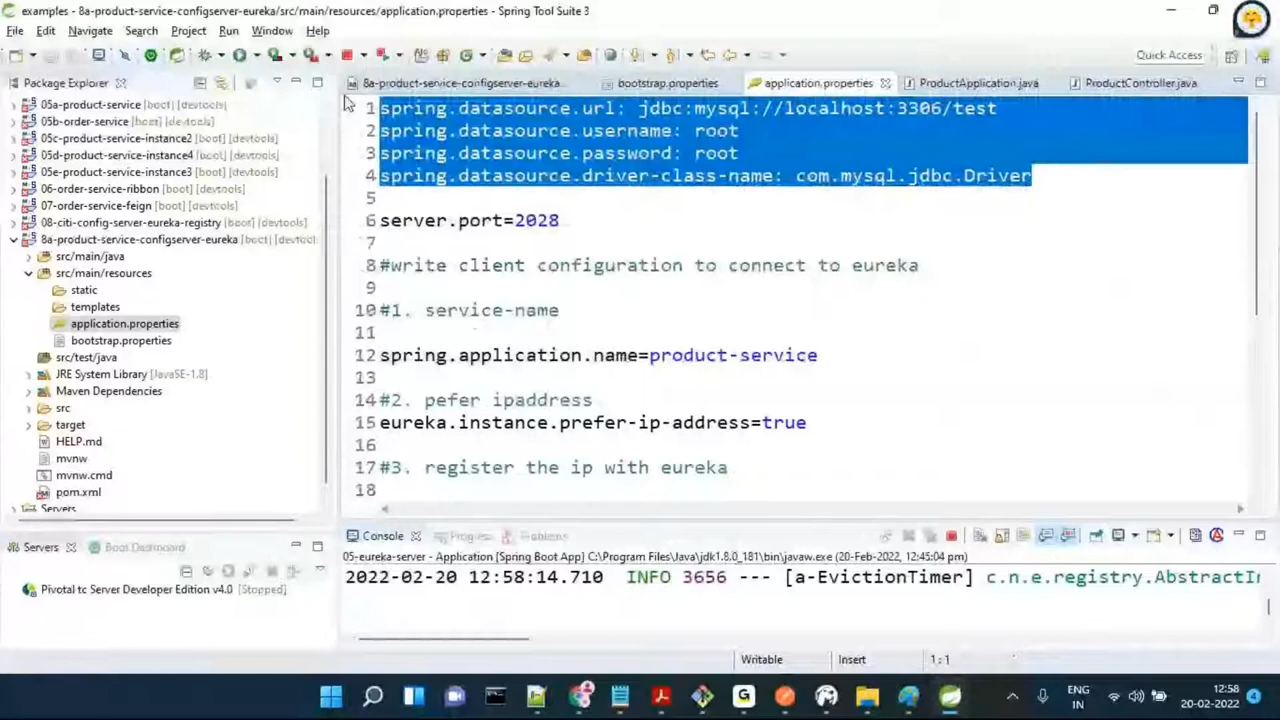 examples - 8a-product-service-configserver-eureka/src/main/resources/application.properties - Spring Tool Suite 3
File Edit Navigate Search Project Run Window Help
Quick Access
Package Explorer
05a-product-service [boot] [devtools]
05b-order-service [boot] [devtools]
05c-product-service-instance2 [boot] [devtools]
05d-product-service-instance4 [boot] [devtools]
05e-product-service-instance3 [boot] [devtools]
06-order-service-ribbon [boot] [devtools]
07-order-service-feign [boot] [devtools]
08-citi-config-server-eureka-registry [boot] [devtools]
8a-product-service-configserver-eureka [boot] [devtool
src/main/java
src/main/resources
static
templates
application.properties
bootstrap.properties
src/test/java
JRE System Library [JavaSE-1.8]
Maven Dependencies
src
target
HELP.md
mvnw
mvnw.cmd
pom.xml
Servers
8a-product-service-configserver-eureka bootstrap.properties application.properties ProductApplication.java ProductController.java
1 spring.datasource.url: jdbc:mysql://localhost:3306/test
2 spring.datasource.username: root
3 spring.datasource.password: root
4 spring.datasource.driver-class-name: com.mysql.jdbc.Driver
5
6 server.port=2028
7
8 #write client configuration to connect to eureka
9
10 #1. service-name
11
12 spring.application.name=product-service
13
14 #2. pefer ipaddress
15 eureka.instance.prefer-ip-address=true
16
17 #3. register the ip with eureka
18
Servers Boot Dashboard
Pivotal tc Server Developer Edition v4.0 [Stopped]
Console Progress Problems
05-eureka-server - Application [Spring Boot App] C:\Program Files\Java\jdk1.8.0_181\bin\javaw.exe (20-Feb-2022, 12:45:04 pm)
2022-02-20 12:58:14.710 INFO 3656 --- [a-EvictionTimer] c.n.e.registry.AbstractI
Writable Insert 1:1
ENG
IN
12:58
20-02-2022